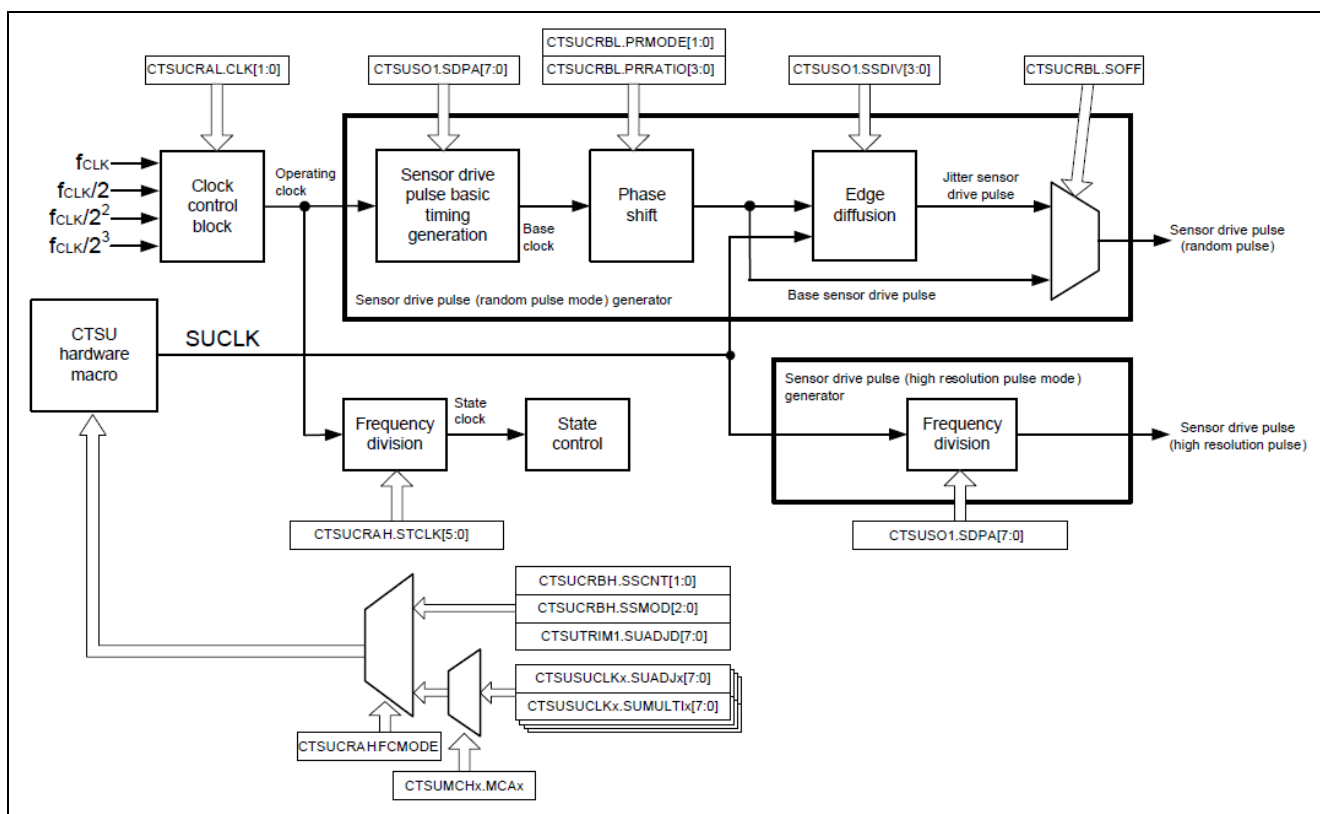 CTSUCRBL.PRMODE[1:0]
CTSUCRAL.CLK[1:0]
CTSUSO1.SDPA[7:0]
CTSUCRBL.PRRATIO[3:0]
CTSUSO1.SSDIV[3:0]
CTSUCRBL.SOFF
fCLK
fCLK/2
fCLK/2²
fCLK/2³
Clock
control
block
Operating
clock
Sensor drive
pulse basic
timing
generation
Base
clock
Phase
shift
Edge
diffusion
Jitter sensor
drive pulse
Sensor drive pulse
(random pulse)
Sensor drive pulse (random pulse mode) generator
Base sensor drive pulse
CTSU
hardware
macro
SUCLK
Sensor drive pulse (high resolution pulse mode)
generator
Frequency
division
State
clock
State
control
Frequency
division
Sensor drive pulse
(high resolution pulse)
CTSUCRAH.STCLK[5:0]
CTSUSO1.SDPA[7:0]
CTSUCRBH.SSCNT[1:0]
CTSUCRBH.SSMOD[2:0]
CTSUTRIM1.SUADJD[7:0]
CTSUSUCLKx.SUADJx[7:0]
CTSUSUCLKx.SUMULTIx[7:0]
CTSUCRAHFCMODE
CTSUMCHx.MCAx